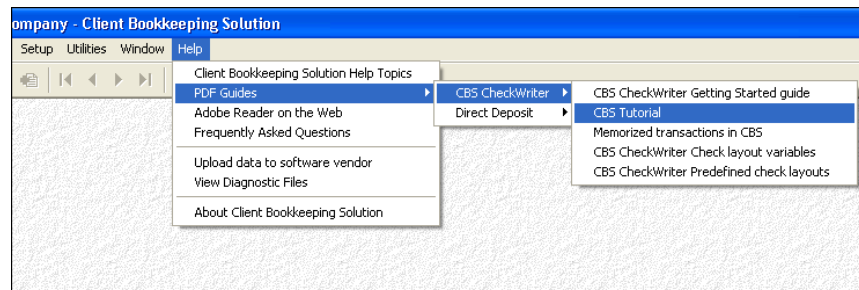 ompany - Client Bookkeeping Solution
Setup Utilities Window Help
Client Bookkeeping Solution Help Topics
PDF Guides
Adobe Reader on the Web
Frequently Asked Questions
Upload data to software vendor
View Diagnostic Files
About Client Bookkeeping Solution
CBS CheckWriter
Direct Deposit
CBS CheckWriter Getting Started guide
CBS Tutorial
Memorized transactions in CBS
CBS CheckWriter Check layout variables
CBS CheckWriter Predefined check layouts